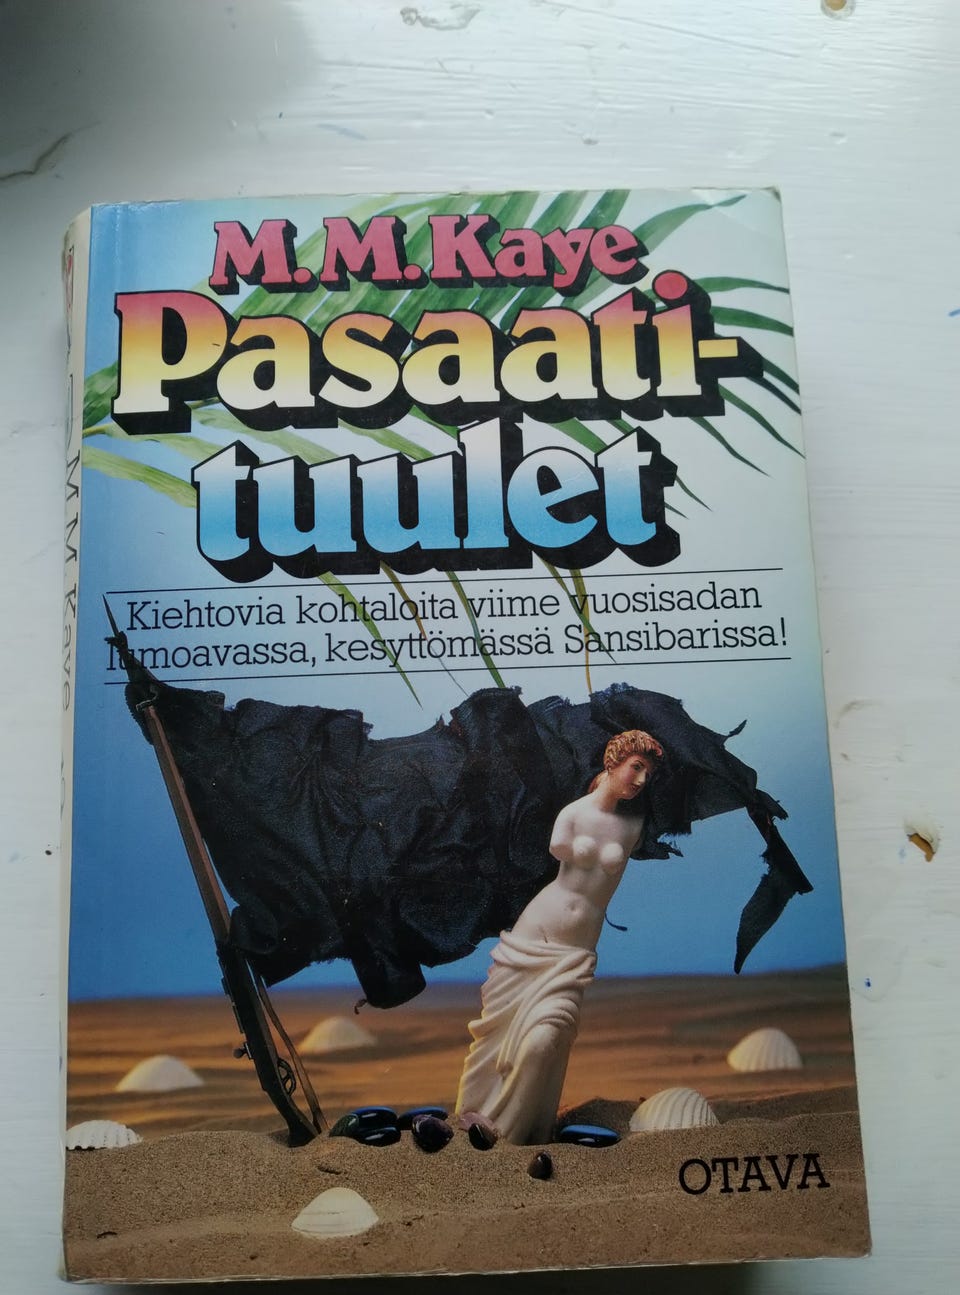 M.M.Kaye
Pasaati-
tuulet
Kiehtovia kohtaloita viime vuosisadan
lumoavassa, kesyttömässä Sansibarissa!
OTAVA
M.M.Kaye